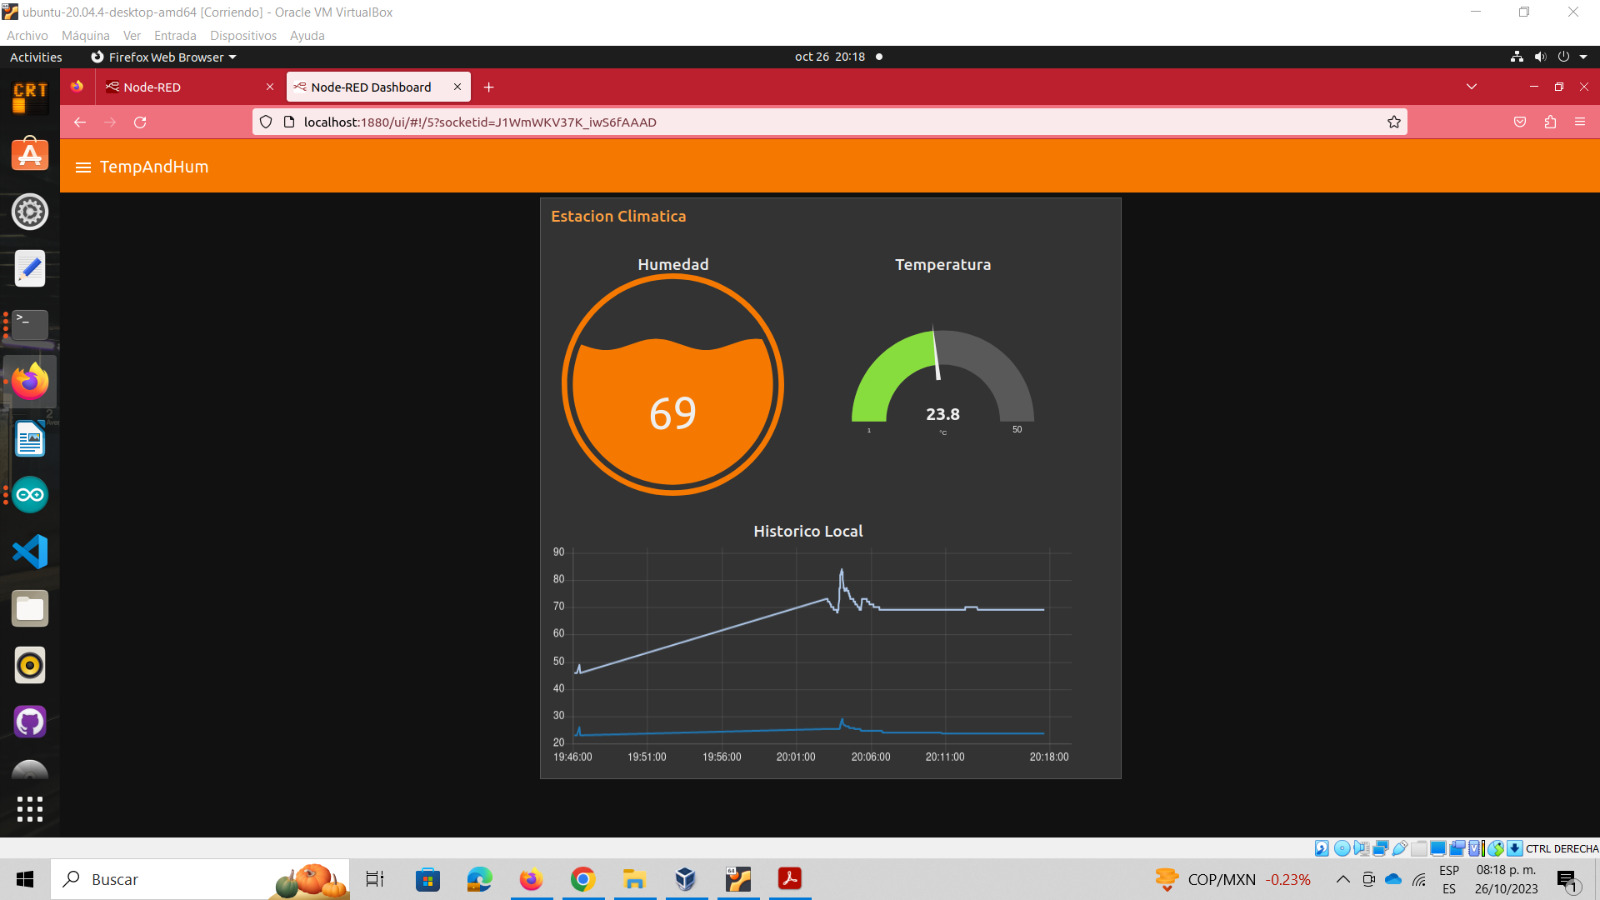 ubuntu-20.04.4-desktop-amd64 [Corriendo] - Oracle VM VirtualBox
Archivo Máquina Ver Entrada Dispositivos Ayuda
Activities Firefox Web Browser oct 26 20:18
CRT
Node-RED Node-RED Dashboard
localhost:1880/ui/#!/5?socketid=J1WmWKV37K_iwS6fAAAD
TempAndHum
Estacion Climatica
Humedad Temperatura
69
23.8
1 °C 50
Historico Local
90
80
70
60
50
40
30
20
19:46:00 19:51:00 19:56:00 20:01:00 20:06:00 20:11:00 20:18:00
CTRL DERECHA
Buscar
COP/MXN -0.23%
ESP
ES
08:18 p. m.
26/10/2023
1